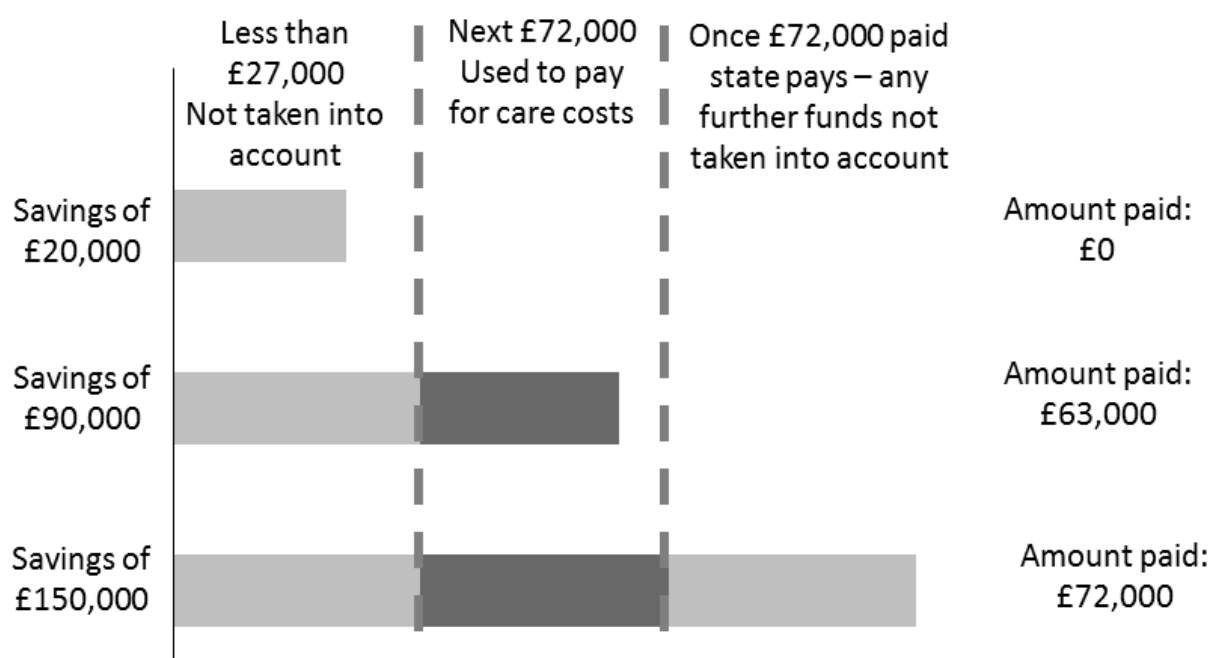 Less than
£27,000
Not taken into
account
Next £72,000
Used to pay
for care costs
Once £72,000 paid
state pays – any
further funds not
taken into account
Savings of
£20,000
Amount paid:
£0
Savings of
£90,000
Amount paid:
£63,000
Savings of
£150,000
Amount paid:
£72,000